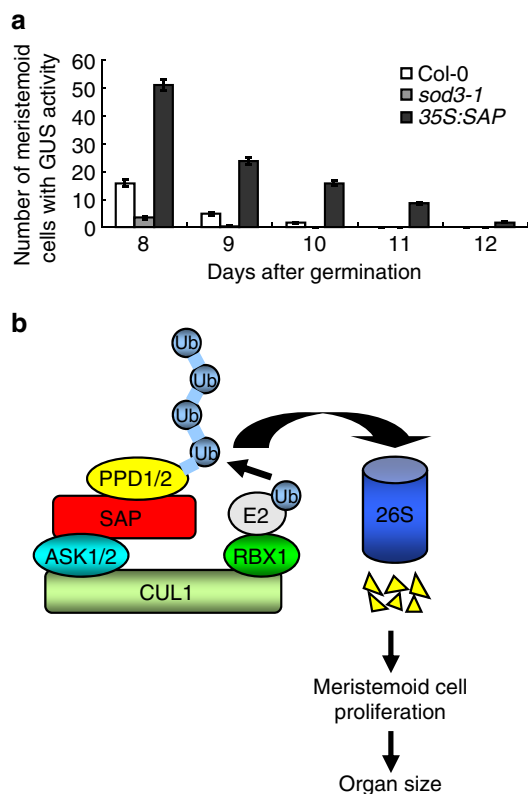 a
Number of meristemoid
cells with GUS activity
60
50
40
30
20
10
0
Col-0
sod3-1
35S:SAP
8 9 10 11 12
Days after germination
b
Ub
Ub
Ub
Ub
PPD1/2
Ub
SAP
E2
26S
ASK1/2
RBX1
CUL1
Meristemoid cell
proliferation
Organ size